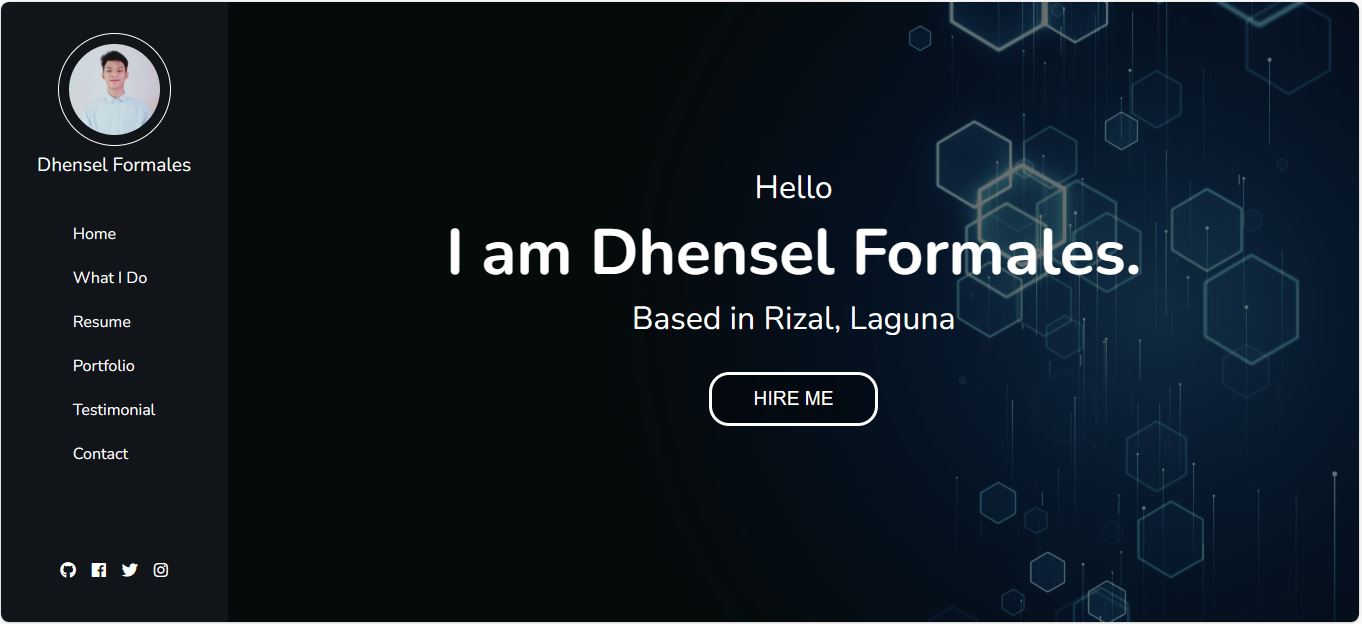 Dhensel Formales
Home
What I Do
Resume
Portfolio
Testimonial
Contact
Hello
I am Dhensel Formales.
Based in Rizal, Laguna
HIRE ME